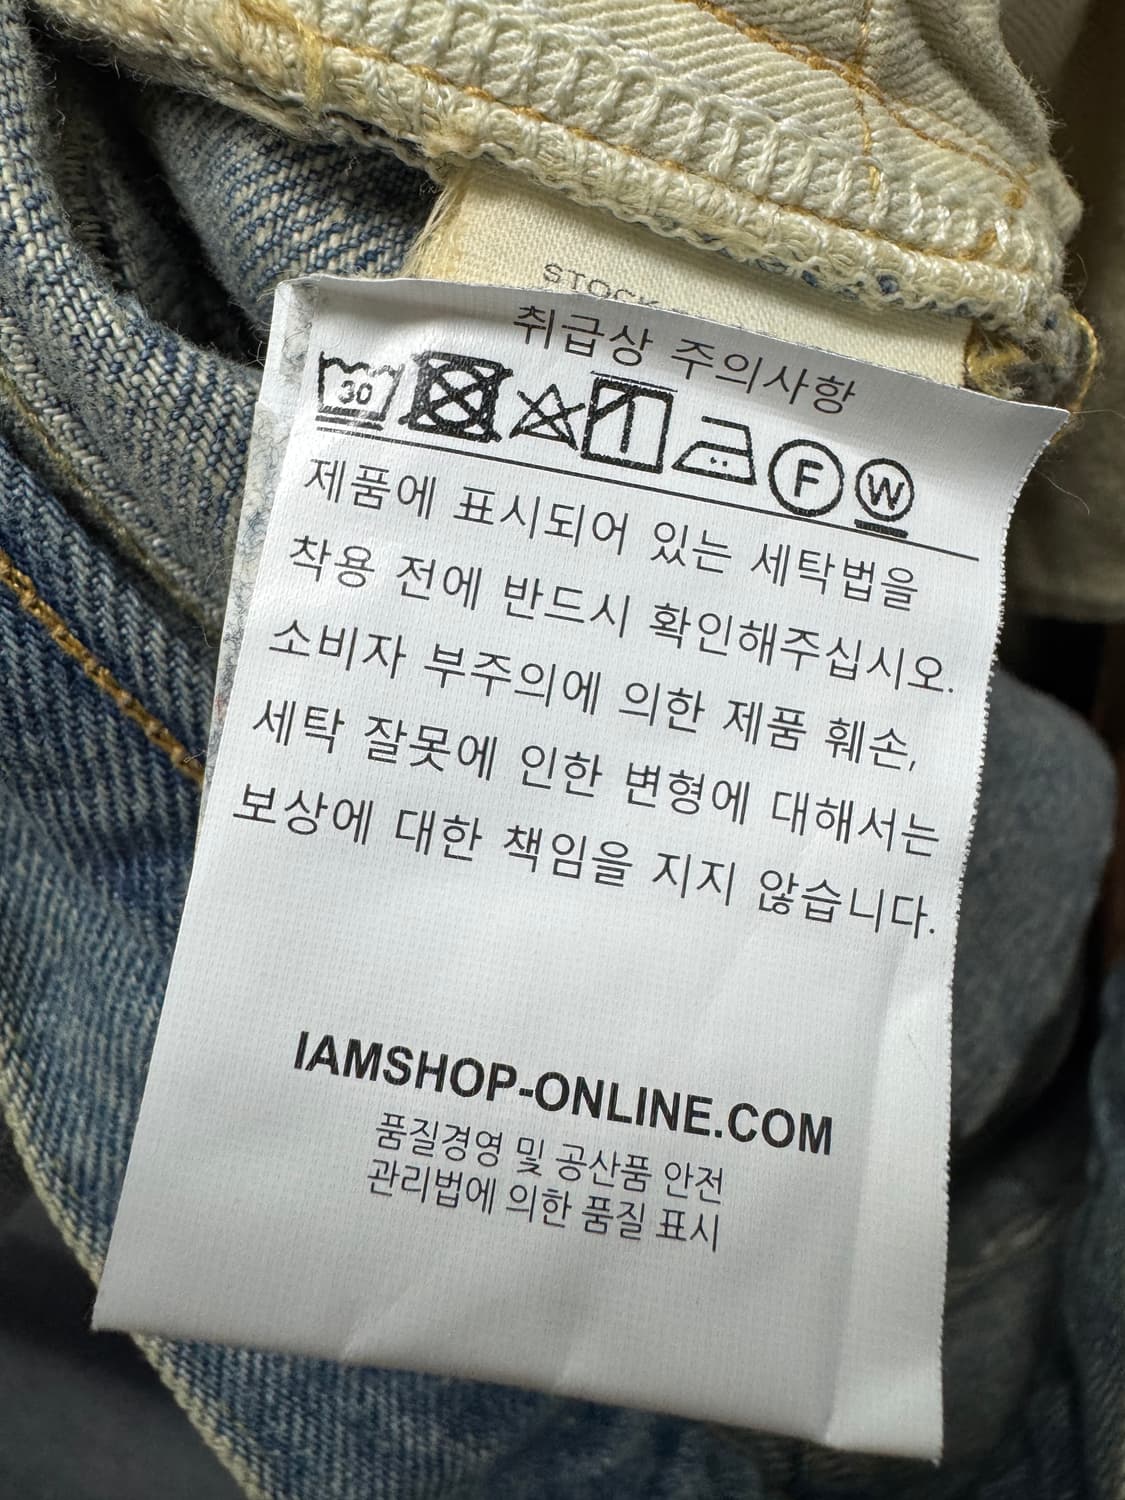 STOCK
취급상 주의사항
30 F W
제품에 표시되어 있는 세탁법을
착용 전에 반드시 확인해주십시오.
소비자 부주의에 의한 제품 훼손,
세탁 잘못에 인한 변형에 대해서는
보상에 대한 책임을 지지 않습니다.
IAMSHOP-ONLINE.COM
품질경영 및 공산품 안전
관리법에 의한 품질 표시